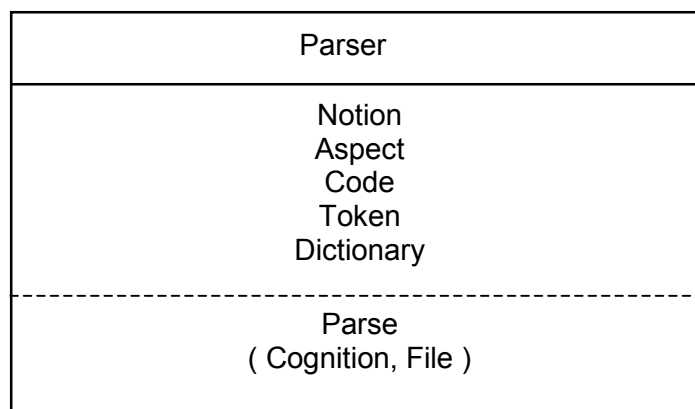 Parser
Notion
Aspect
Code
Token
Dictionary
Parse
( Cognition, File )